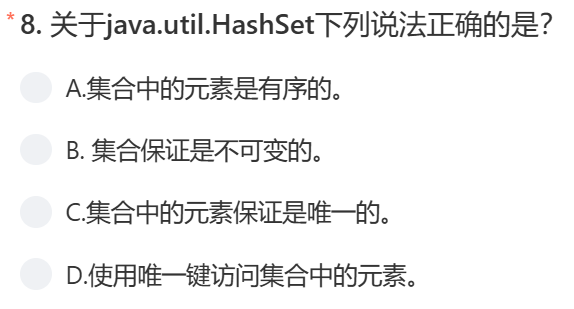 *8. 关于java.util.HashSet下列说法正确的是?
A.集合中的元素是有序的。
B. 集合保证是不可变的。
C.集合中的元素保证是唯一的。
D.使用唯一键访问集合中的元素。